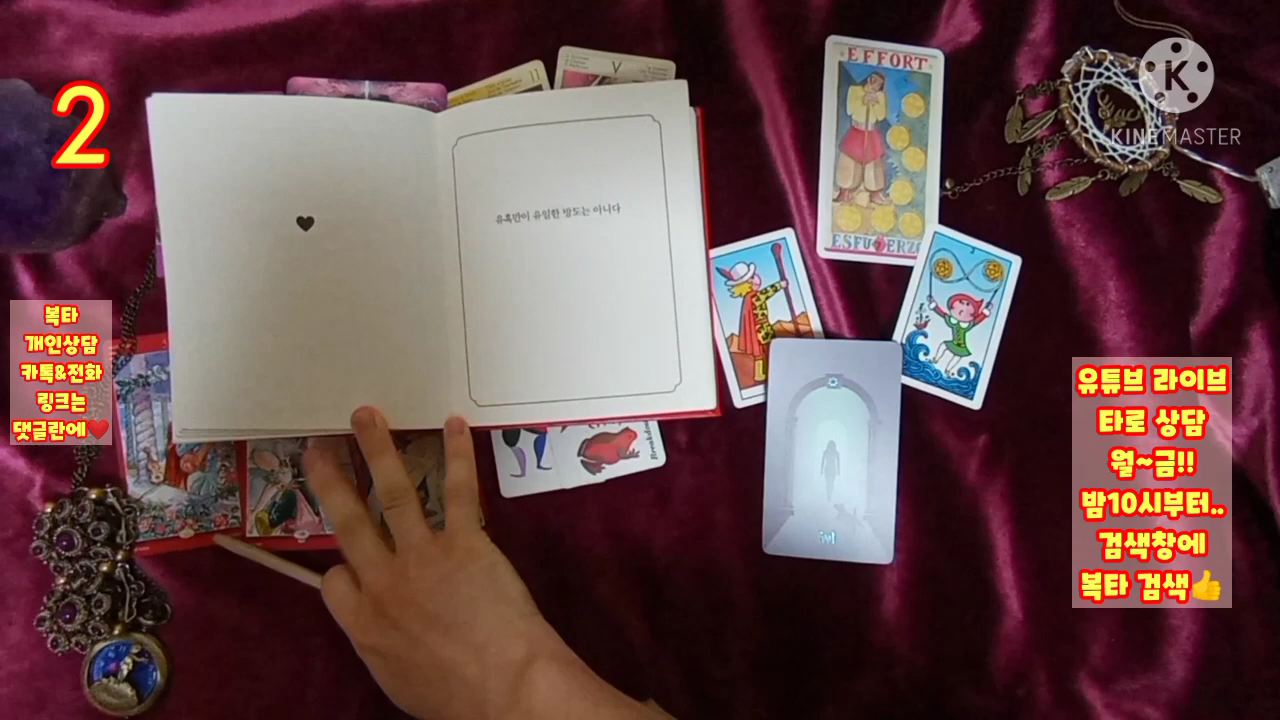 2
복타
개인상담
카톡&전화
링크는
댓글란에❤️
유혹만이 유일한 방도는 아니다
11
V
EFFORT
ESFUERZO
Breakdown
KINEMASTER
유튜브 라이브
타로 상담
월~금!!
밤10시부터..
검색창에
복타 검색👍